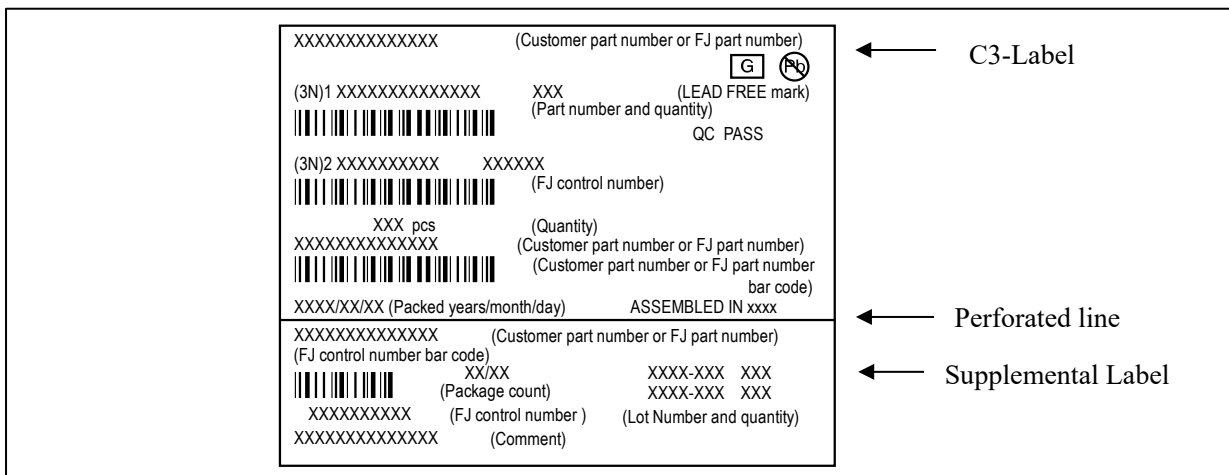 XXXXXXXXXXXXXX (Customer part number or FJ part number)
C3-Label
G Pb
(3N)1 XXXXXXXXXXXXXX XXX (LEAD FREE mark)
(Part number and quantity)
QC PASS
(3N)2 XXXXXXXXXX XXXXXX
(FJ control number)
XXX pcs (Quantity)
XXXXXXXXXXXXXX (Customer part number or FJ part number)
(Customer part number or FJ part number
bar code)
XXXX/XX/XX (Packed years/month/day) ASSEMBLED IN xxxx
Perforated line
XXXXXXXXXXXXXX (Customer part number or FJ part number)
(FJ control number bar code)
XX/XX XXXX-XXX XXX
Supplemental Label
(Package count) XXXX-XXX XXX
XXXXXXXXXX (FJ control number ) (Lot Number and quantity)
XXXXXXXXXXXXXX (Comment)